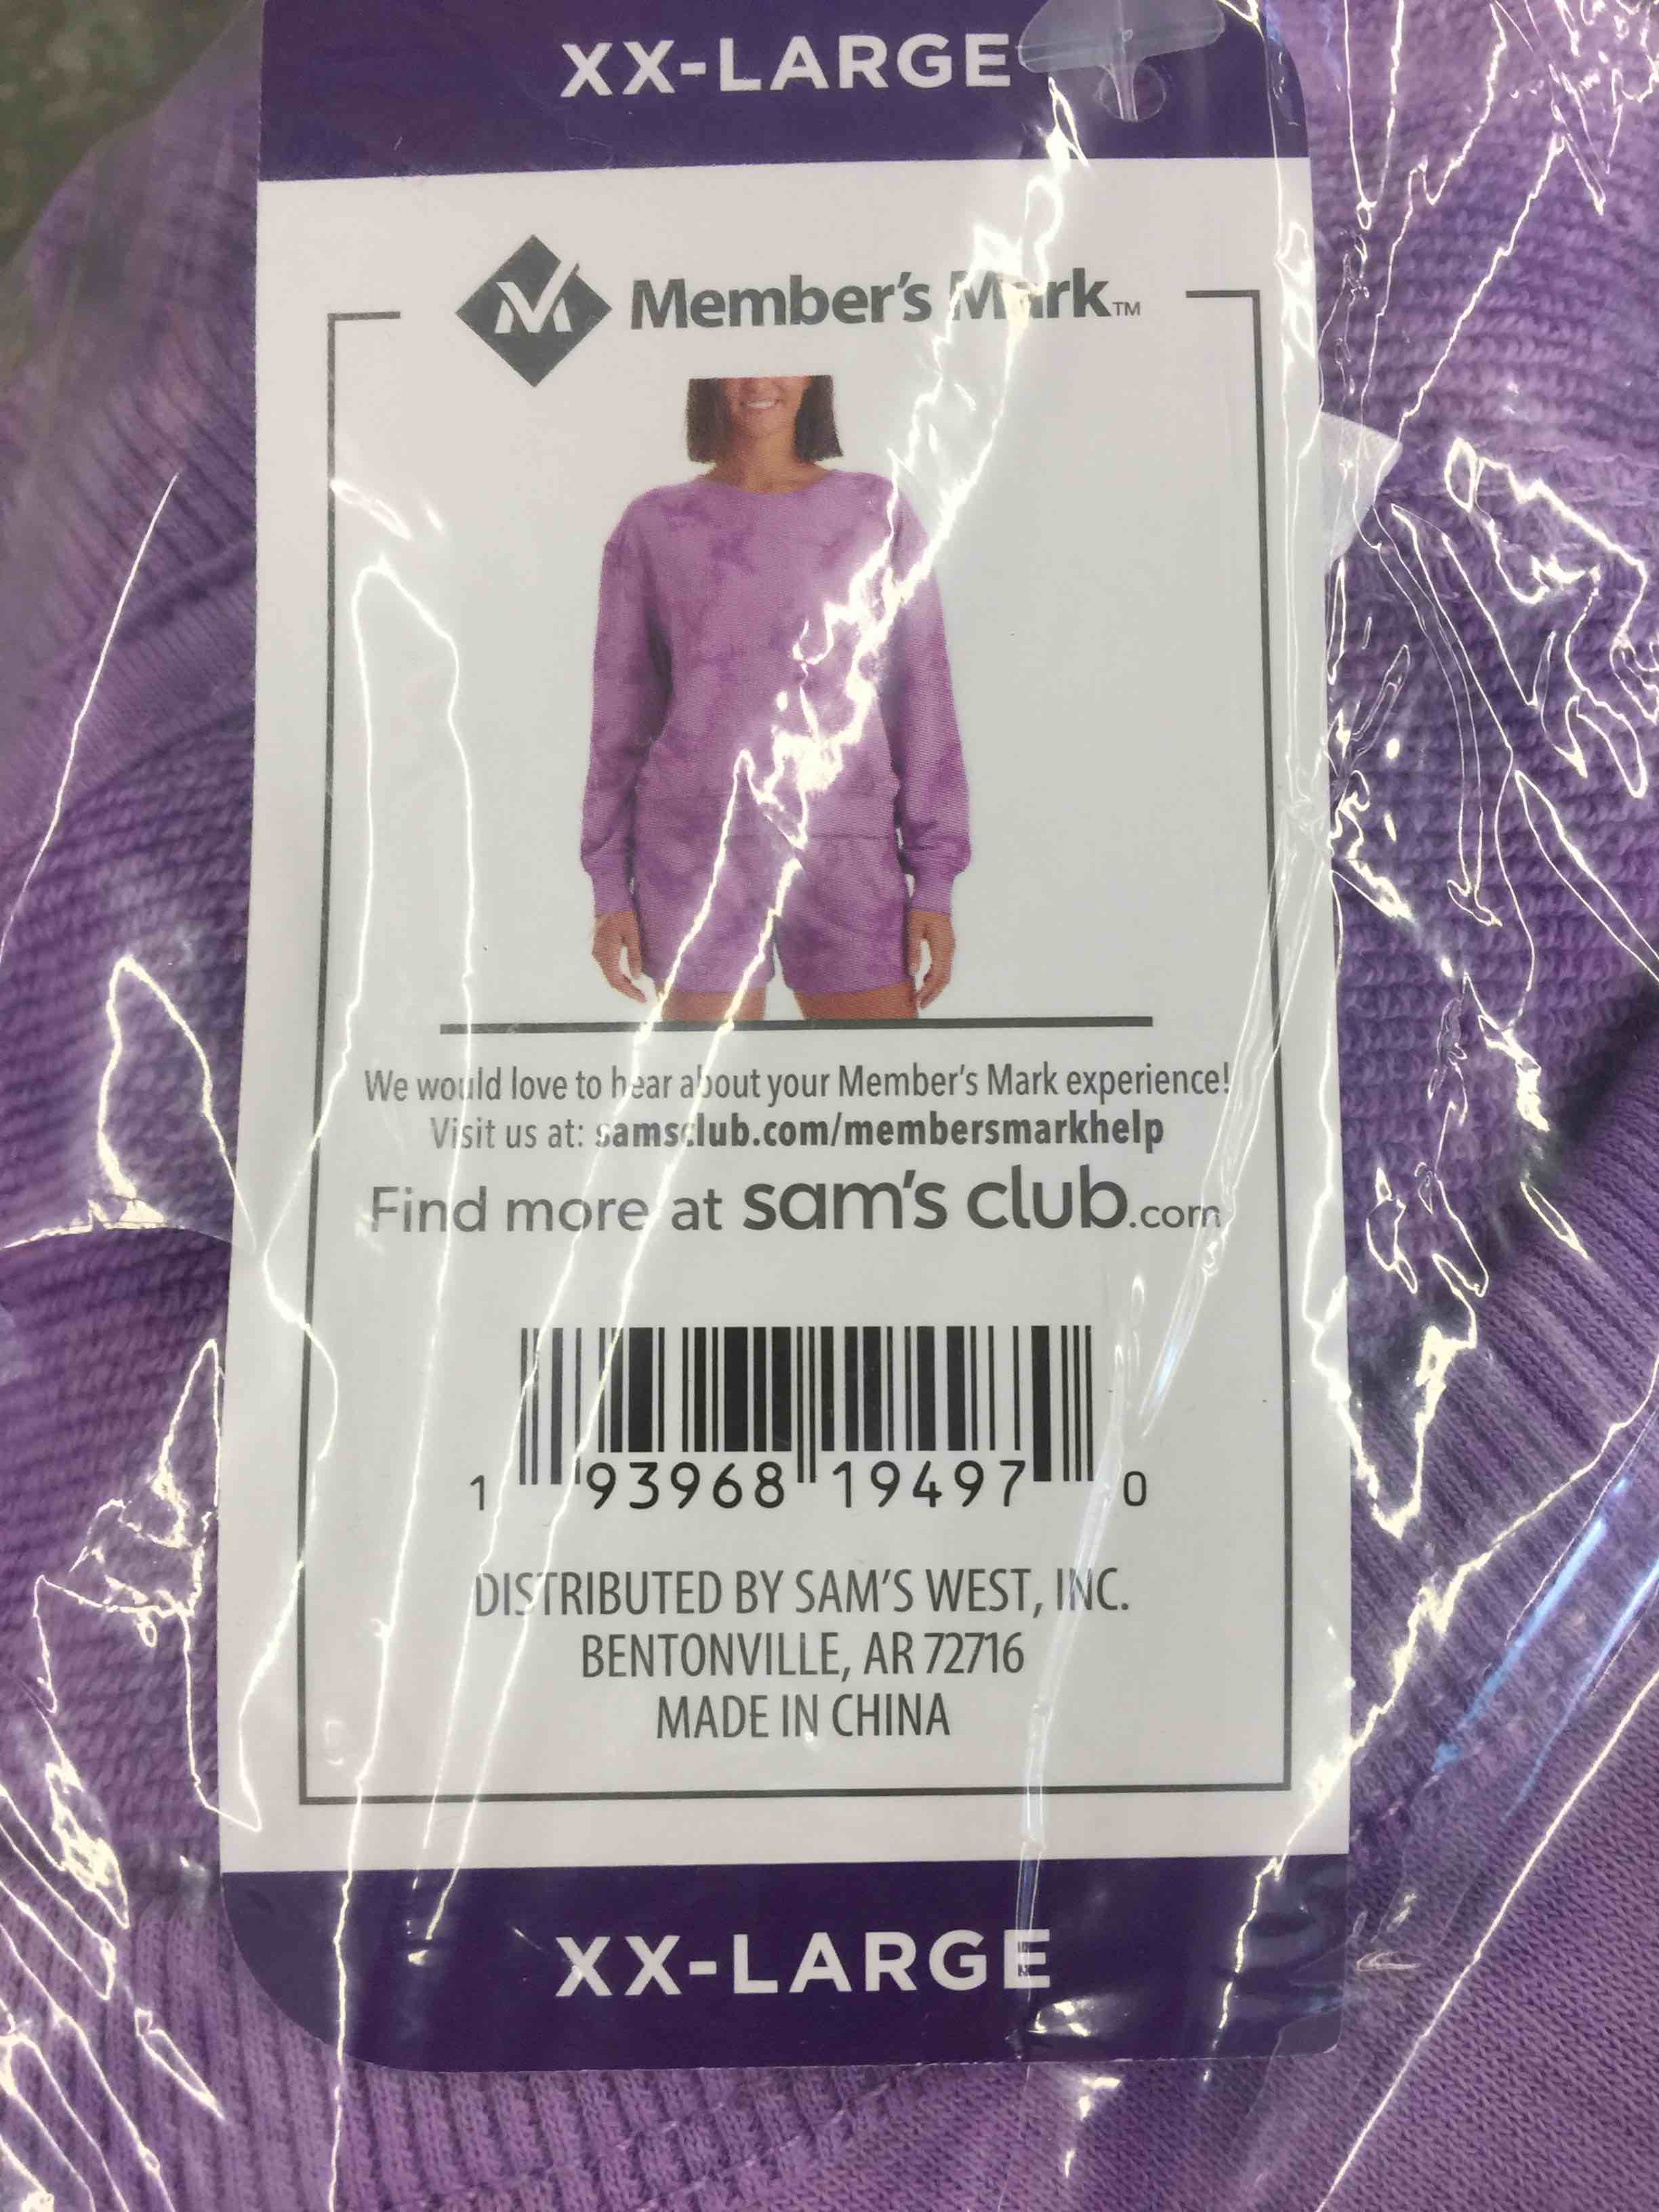 XX-LARGE
Member's Mark™
We would love to hear about your Member's Mark experience!
Visit us at: samsclub.com/membersmarkhelp
Find more at sam's club.com
1 93968 19497 0
DISTRIBUTED BY SAM'S WEST, INC.
BENTONVILLE, AR 72716
MADE IN CHINA
XX-LARGE